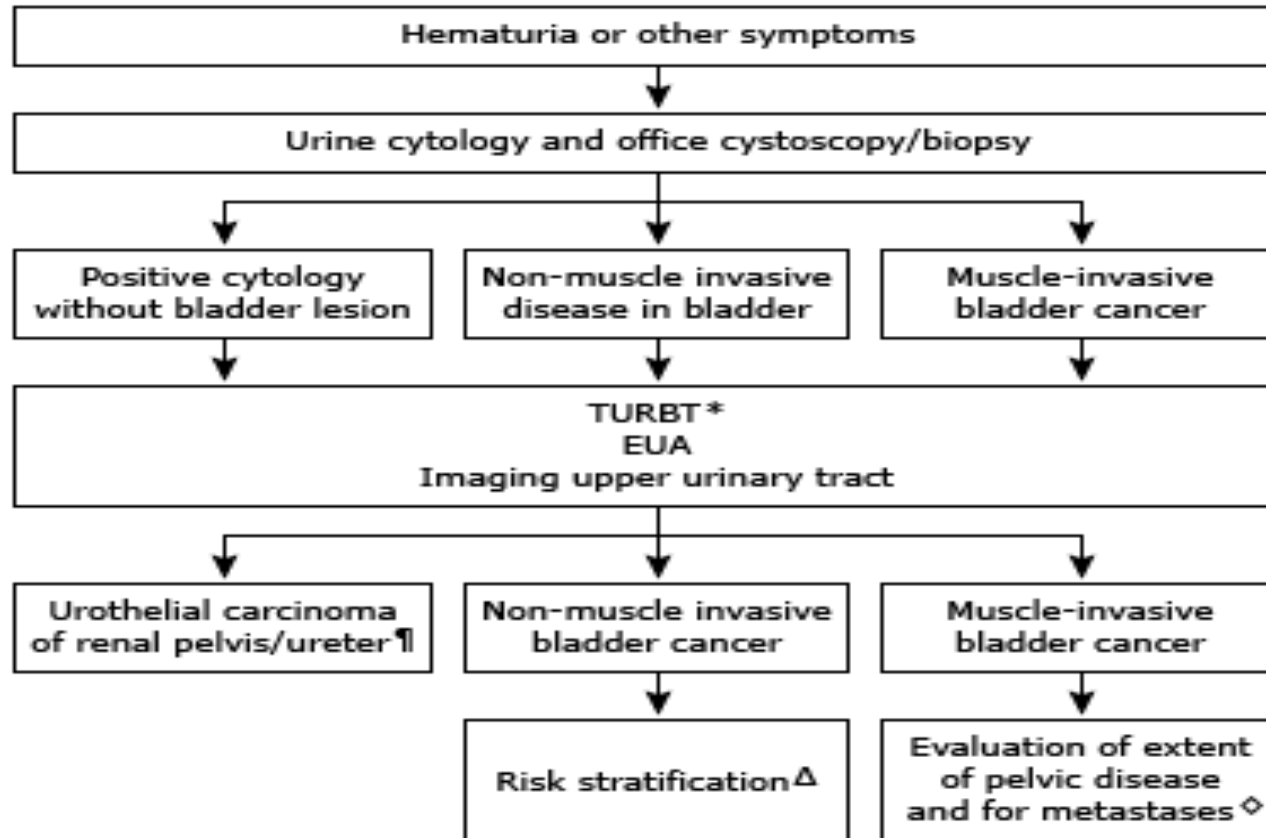 Hematuria or other symptoms
Urine cytology and office cystoscopy/biopsy
Positive cytology
without bladder lesion
Non-muscle invasive
disease in bladder
Muscle-invasive
bladder cancer
TURBT*
EUA
Imaging upper urinary tract
Urothelial carcinoma
of renal pelvis/ureter¶
Non-muscle invasive
bladder cancer
Muscle-invasive
bladder cancer
Risk stratificationΔ
Evaluation of extent
of pelvic disease
and for metastases◇